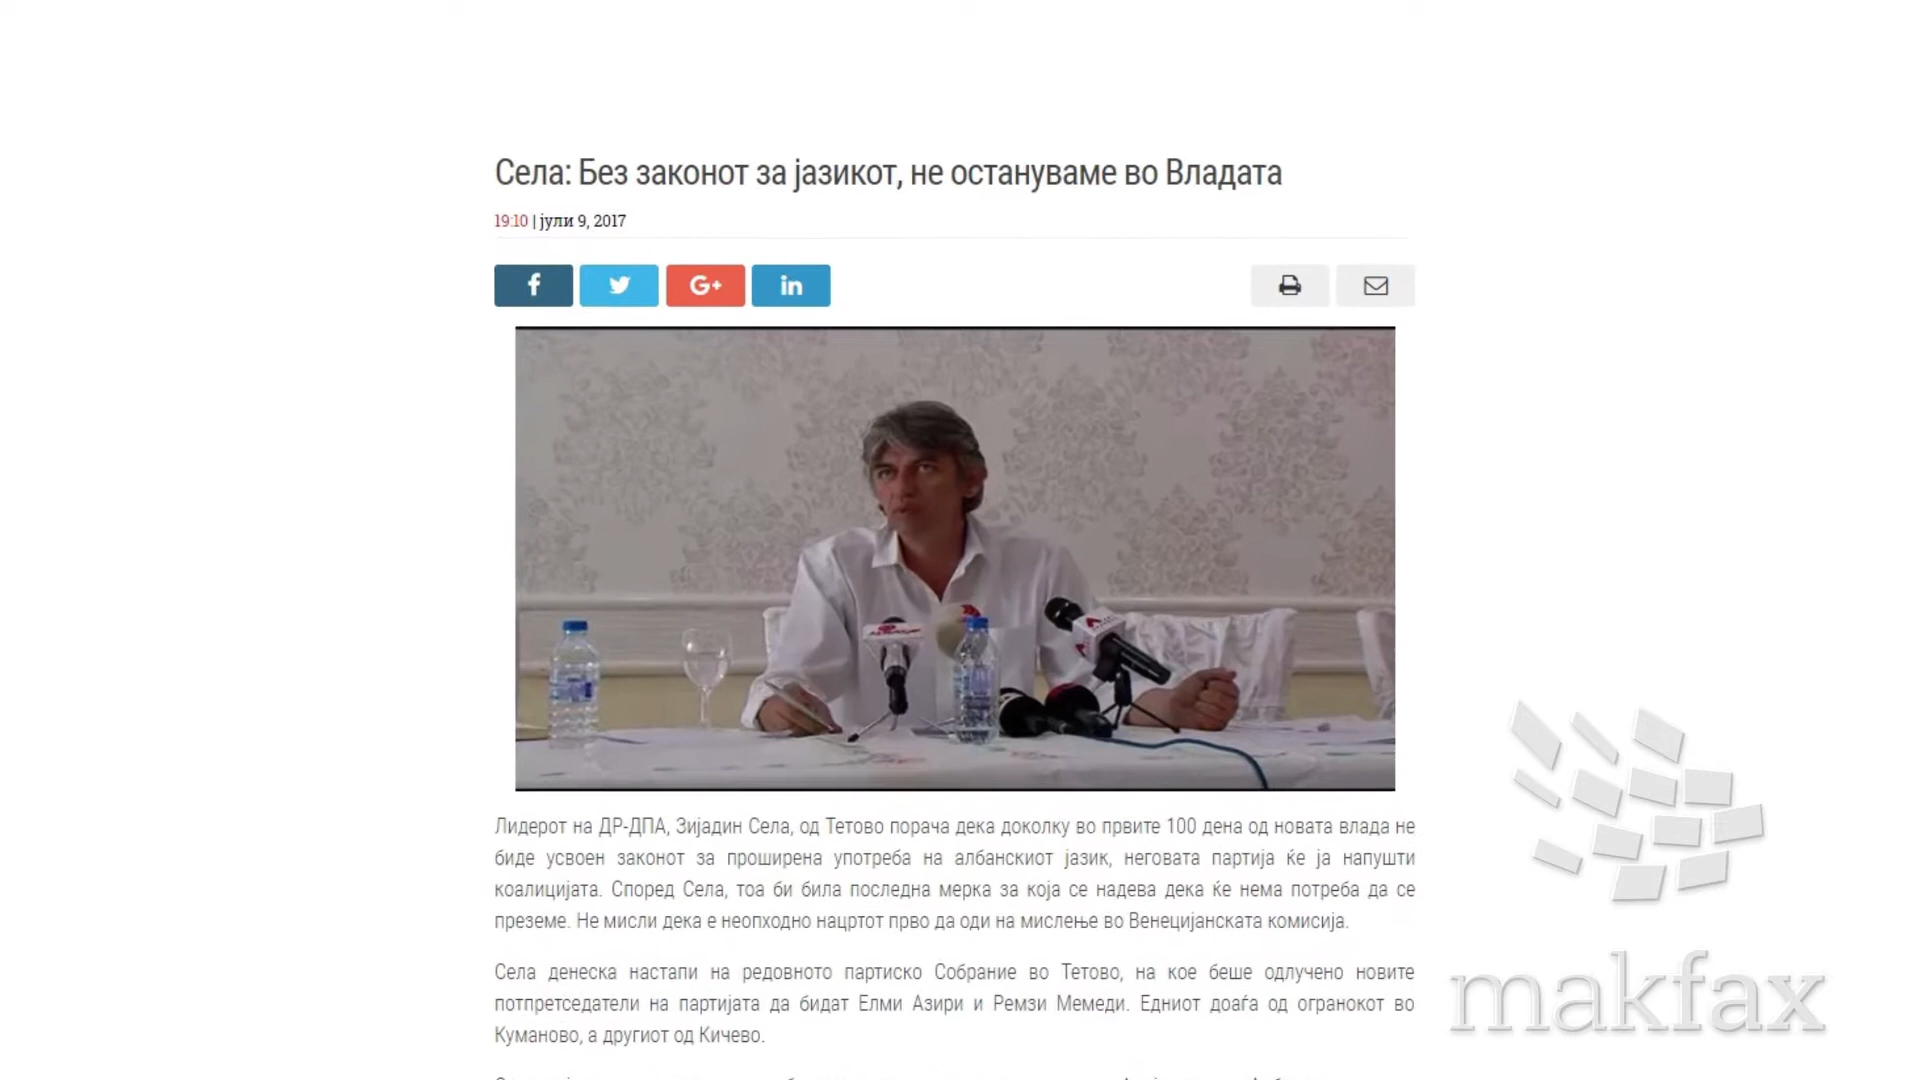 Села: Без законот за јазикот, не остануваме во Владата
19:10 | јули 9, 2017
Лидерот на ДР-ДПА, Зијадин Села, од Тетово порача дека доколку во првите 100 дена од новата влада не
биде усвоен законот за проширена употреба на албанскиот јазик, неговата партија ќе ја напушти
коалицијата. Според Села, тоа би била последна мерка за која се надева дека ќе нема потреба да се
преземе. Не мисли дека е неопходно нацртот прво да оди на мислење во Венецијанската комисија.
Села денеска настапи на редовното партиско Собрание во Тетово, на кое беше одлучено новите
потпретседатели на партијата да бидат Елми Азири и Ремзи Мемеди. Едниот доаѓа од огранокот во
Куманово, а другиот од Кичево.
makfax